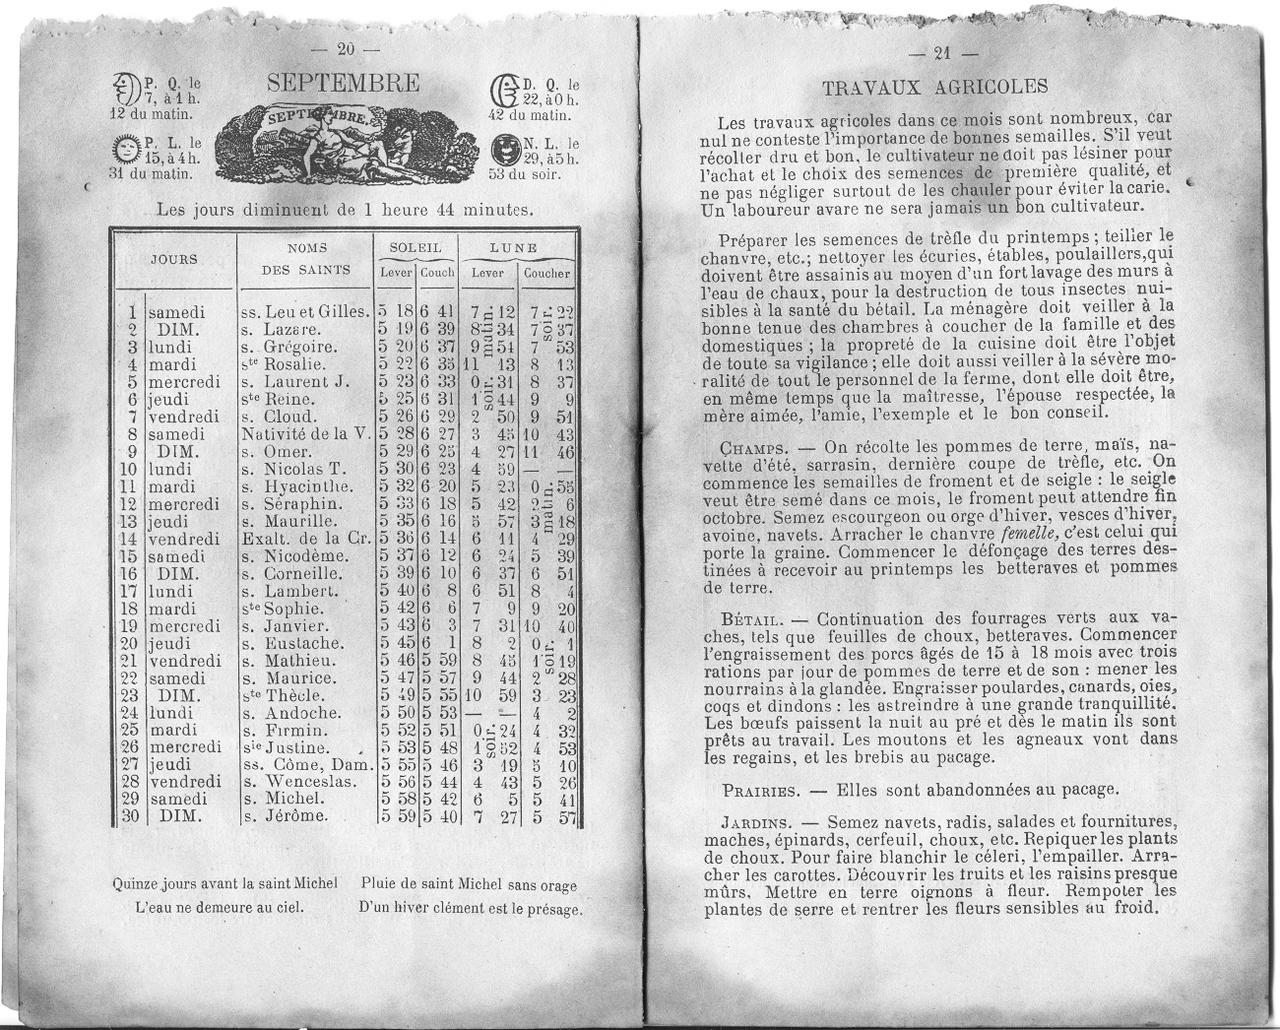 — 20 —
P. Q. le
7, à 1 h.
12 du matin.
P. L. le
15, à 4 h.
31 du matin.
SEPTEMBRE
SEPTEMBRE.
D. Q. le
22, à 0 h.
42 du matin.
N. L. le
29, à 5 h.
53 du soir.
Les jours diminuent de 1 heure 44 minutes.
JOURS NOMS DES SAINTS SOLEIL LUNE
Lever Couch Lever Coucher
1 samedi ss. Leu et Gilles. 5 18 6 41 7 12 7 22
2 DIM. s. Lazare. 5 19 6 39 8 34 7 37
3 lundi s. Grégoire. 5 20 6 37 9 54 7 53
4 mardi ste Rosalie. 5 22 6 35 11 13 8 13
5 mercredi s. Laurent J. 5 23 6 33 0 31 8 37
6 jeudi ste Reine. 5 25 6 31 1 44 9 9
7 vendredi s. Cloud. 5 26 6 29 2 50 9 51
8 samedi Nativité de la V. 5 28 6 27 3 45 10 43
9 DIM. s. Omer. 5 29 6 25 4 27 11 46
10 lundi s. Nicolas T. 5 30 6 23 4 59 — —
11 mardi s. Hyacinthe. 5 32 6 20 5 23 0 55
12 mercredi s. Séraphin. 5 33 6 18 5 42 2 6
13 jeudi s. Maurille. 5 35 6 16 5 57 3 18
14 vendredi Exalt. de la Cr. 5 36 6 14 6 11 4 29
15 samedi s. Nicodème. 5 37 6 12 6 24 5 39
16 DIM. s. Corneille. 5 39 6 10 6 37 6 51
17 lundi s. Lambert. 5 40 6 8 6 51 8 4
18 mardi ste Sophie. 5 42 6 6 7 9 9 20
19 mercredi s. Janvier. 5 43 6 3 7 31 10 40
20 jeudi s. Eustache. 5 45 6 1 8 2 0 1
21 vendredi s. Mathieu. 5 46 5 59 8 45 1 19
22 samedi s. Maurice. 5 47 5 57 9 44 2 28
23 DIM. ste Thècle. 5 49 5 55 10 59 3 23
24 lundi s. Andoche. 5 50 5 53 — — 4 2
25 mardi s. Firmin. 5 52 5 51 0 24 4 32
26 mercredi ste Justine. 5 53 5 48 1 52 4 53
27 jeudi ss. Côme, Dam. 5 55 5 46 3 19 5 10
28 vendredi s. Wenceslas. 5 56 5 44 4 43 5 26
29 samedi s. Michel. 5 58 5 42 6 5 5 41
30 DIM. s. Jérôme. 5 59 5 40 7 27 5 57
matin.
soir.
soir.
matin
soir.
soir.
Quinze jours avant la saint Michel
L'eau ne demeure au ciel.
Pluie de saint Michel sans orage
D'un hiver clément est le présage.
— 21 —
TRAVAUX AGRICOLES
Les travaux agricoles dans ce mois sont nombreux, car
nul ne conteste l'importance de bonnes semailles. S'il veut
récolter dru et bon, le cultivateur ne doit pas lésiner pour
l'achat et le choix des semences de première qualité, et
ne pas négliger surtout de les chauler pour éviter la carie.
Un laboureur avare ne sera jamais un bon cultivateur.
Préparer les semences de trèfle du printemps ; teiller le
chanvre, etc.; nettoyer les écuries, étables, poulaillers, qui
doivent être assainis au moyen d'un fort lavage des murs à
l'eau de chaux, pour la destruction de tous insectes nui-
sibles à la santé du bétail. La ménagère doit veiller à la
bonne tenue des chambres à coucher de la famille et des
domestiques ; la propreté de la cuisine doit être l'objet
de toute sa vigilance ; elle doit aussi veiller à la sévère mo-
ralité de tout le personnel de la ferme, dont elle doit être,
en même temps que la maîtresse, l'épouse respectée, la
mère aimée, l'amie, l'exemple et le bon conseil.
CHAMPS. — On récolte les pommes de terre, maïs, na-
vette d'été, sarrasin, dernière coupe de trèfle, etc. On
commence les semailles de froment et de seigle : le seigle
veut être semé dans ce mois, le froment peut attendre fin
octobre. Semez escourgeon ou orge d'hiver, vesces d'hiver,
avoine, navets. Arracher le chanvre femelle, c'est celui qui
porte la graine. Commencer le défonçage des terres des-
tinées à recevoir au printemps les betteraves et pommes
de terre.
BÉTAIL. — Continuation des fourrages verts aux va-
ches, tels que feuilles de choux, betteraves. Commencer
l'engraissement des porcs âgés de 15 à 18 mois avec trois
rations par jour de pommes de terre et de son : mener les
nourrains à la glandée. Engraisser poulardes, canards, oies,
coqs et dindons : les astreindre à une grande tranquillité.
Les bœufs paissent la nuit au pré et dès le matin ils sont
prêts au travail. Les moutons et les agneaux vont dans
les regains, et les brebis au pacage.
PRAIRIES. — Elles sont abandonnées au pacage.
JARDINS. — Semez navets, radis, salades et fournitures,
maches, épinards, cerfeuil, choux, etc. Repiquer les plants
de choux. Pour faire blanchir le céleri, l'empailler. Arra-
cher les carottes. Découvrir les fruits et les raisins presque
mûrs. Mettre en terre oignons à fleur. Rempoter les
plantes de serre et rentrer les fleurs sensibles au froid.